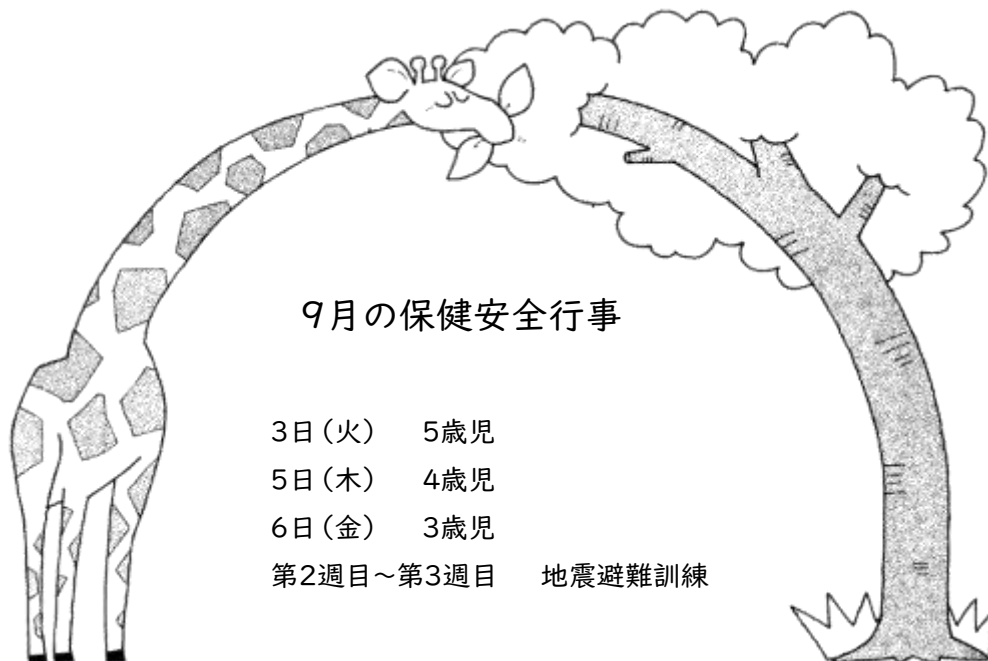 9月の保健安全行事
3日（火）　5歳児
5日（木）　4歳児
6日（金）　3歳児
第2週目～第3週目　地震避難訓練